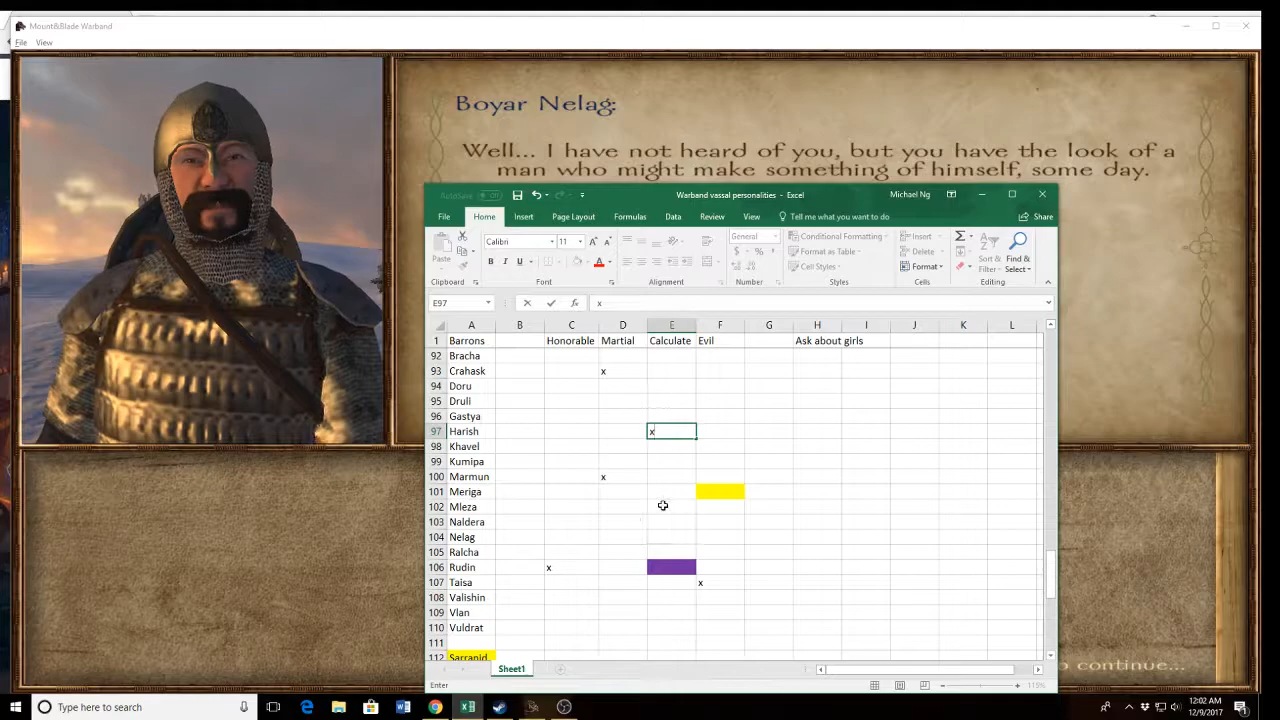 Mount&Blade Warband
File View
Boyar Nelag:
Well... I have not heard of you, but you have the look of a
man who might make something of himself, some day.
AutoSave Off
Warband vassal personalities - Excel
Michael Ng
File Home Insert Page Layout Formulas Data Review View Tell me what you want to do Share
Paste
Calibri 11
B I U
General
$ % ,
Conditional Formatting
Format as Table
Cell Styles
Insert
Delete
Format
Sort & Filter
Find & Select
Clipboard Font Alignment Number Styles Cells Editing
E97 fx x
A B C D E F G H I J K L
1 Barrons Honorable Martial Calculate Evil Ask about girls
92 Bracha
93 Crahask x
94 Doru
95 Druli
96 Gastya
97 Harish x
98 Khavel
99 Kumipa
100 Marmun x
101 Meriga
102 Mleza
103 Naldera
104 Nelag
105 Ralcha
106 Rudin x
107 Taisa x
108 Valishin
109 Vlan
110 Vuldrat
111
112 Sarranid
Sheet1
continue...
Enter
115%
Type here to search
12:02 AM
12/9/2017